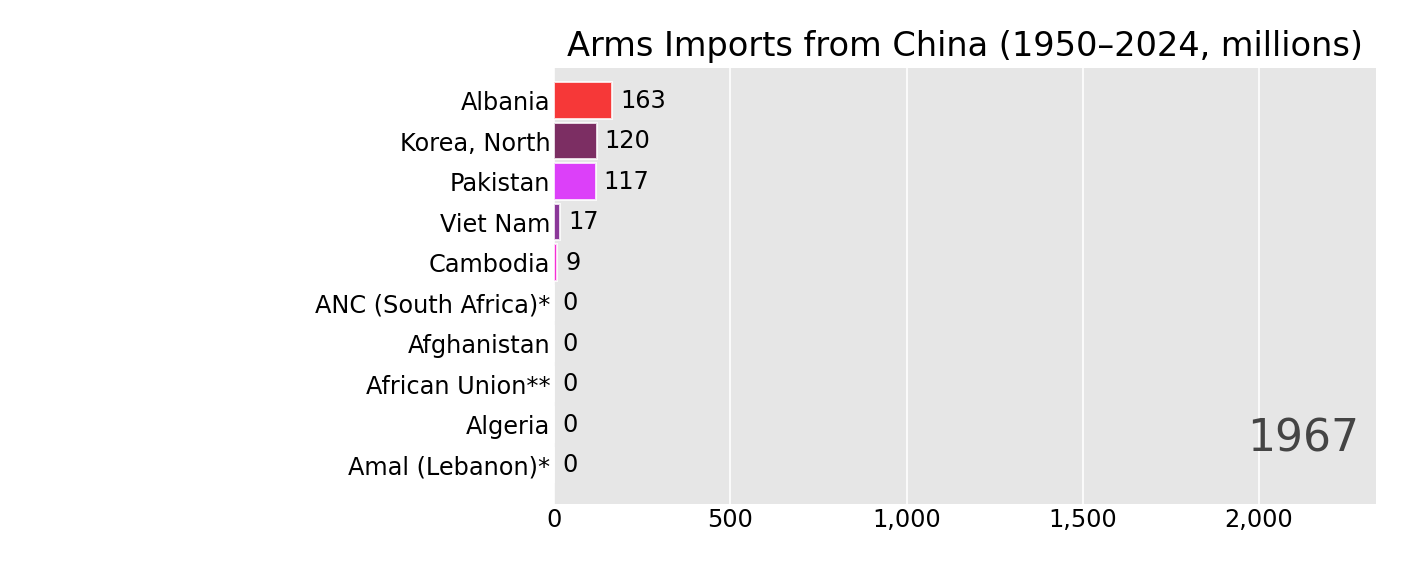 Arms Imports from China (1950–2024, millions)
Albania 163
Korea, North 120
Pakistan 117
Viet Nam 17
Cambodia 9
ANC (South Africa)* 0
Afghanistan 0
African Union** 0
Algeria 0
1967
Amal (Lebanon)* 0
0 500 1,000 1,500 2,000